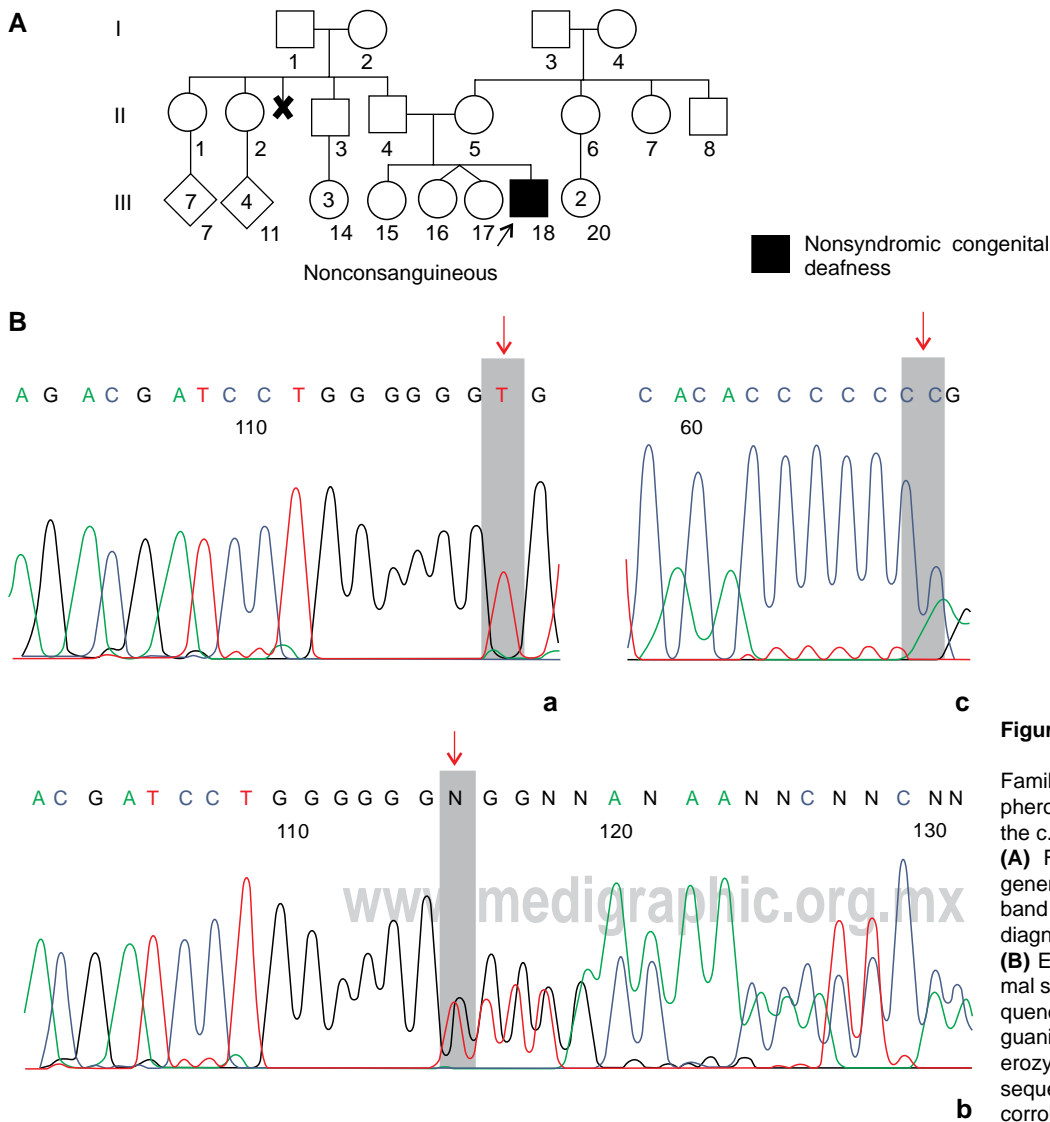 A
I
1 2 3 4
II
1 2 3 4 5 6 7 8
III
7 4 3 2
7 11 14 15 16 17 18 20
Nonconsanguineous
Nonsyndromic congenital
deafness
B
A G A C G A T C C T G G G G G G T G
110
C A C A C C C C C C C C G
60
a
c
A C G A T C C T G G G G G G N G G N N A N A A N N C N N C N N
110 120 130
www.medigraphic.org.mx
b
Figur
Famil
phero
the c.
(A) F
gener
band
diagn
(B) E
mal s
quenc
guani
erozy
seque
corro